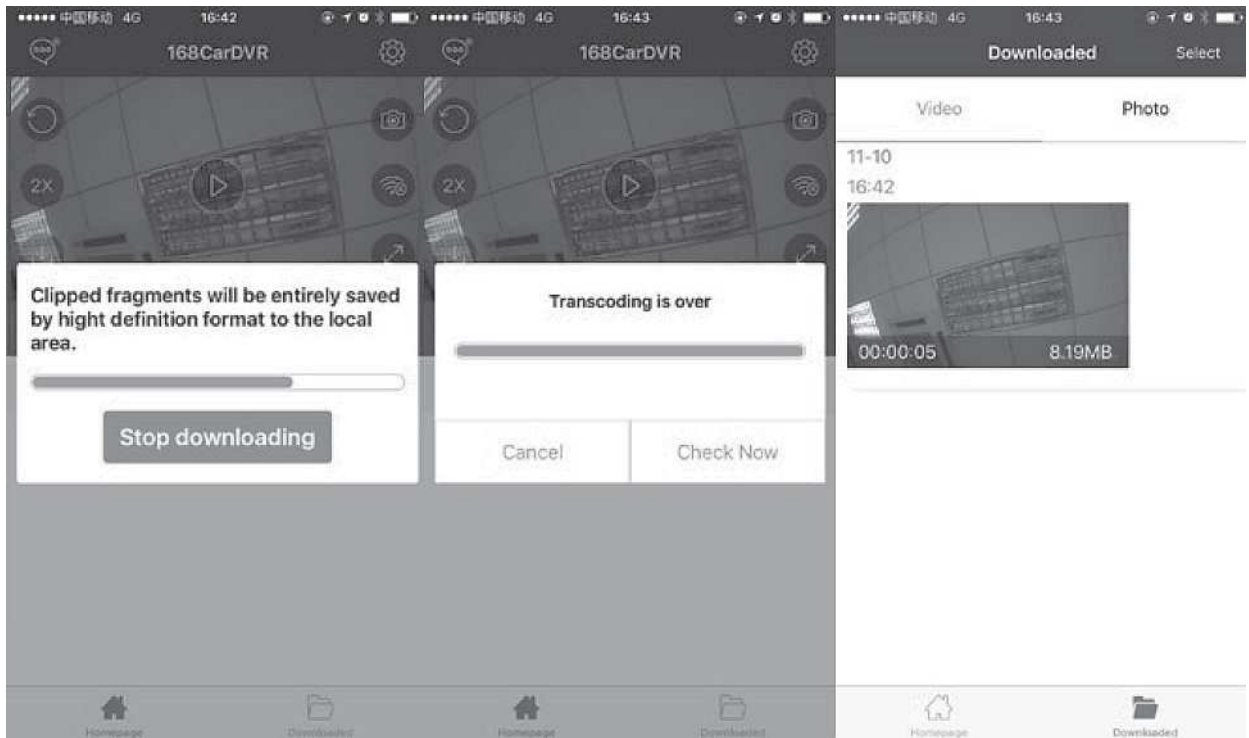 中国移动 4G 16:42
168CarDVR
2X
Clipped fragments will be entirely saved
by hight definition format to the local
area.
Stop downloading
Homepage
Downloaded
中国移动 4G 16:43
168CarDVR
2X
Transcoding is over
Cancel
Check Now
Homepage
Downloaded
中国移动 4G 16:43
Downloaded
Select
Video
Photo
11-10
16:42
00:00:05
8.19MB
Homepage
Downloaded